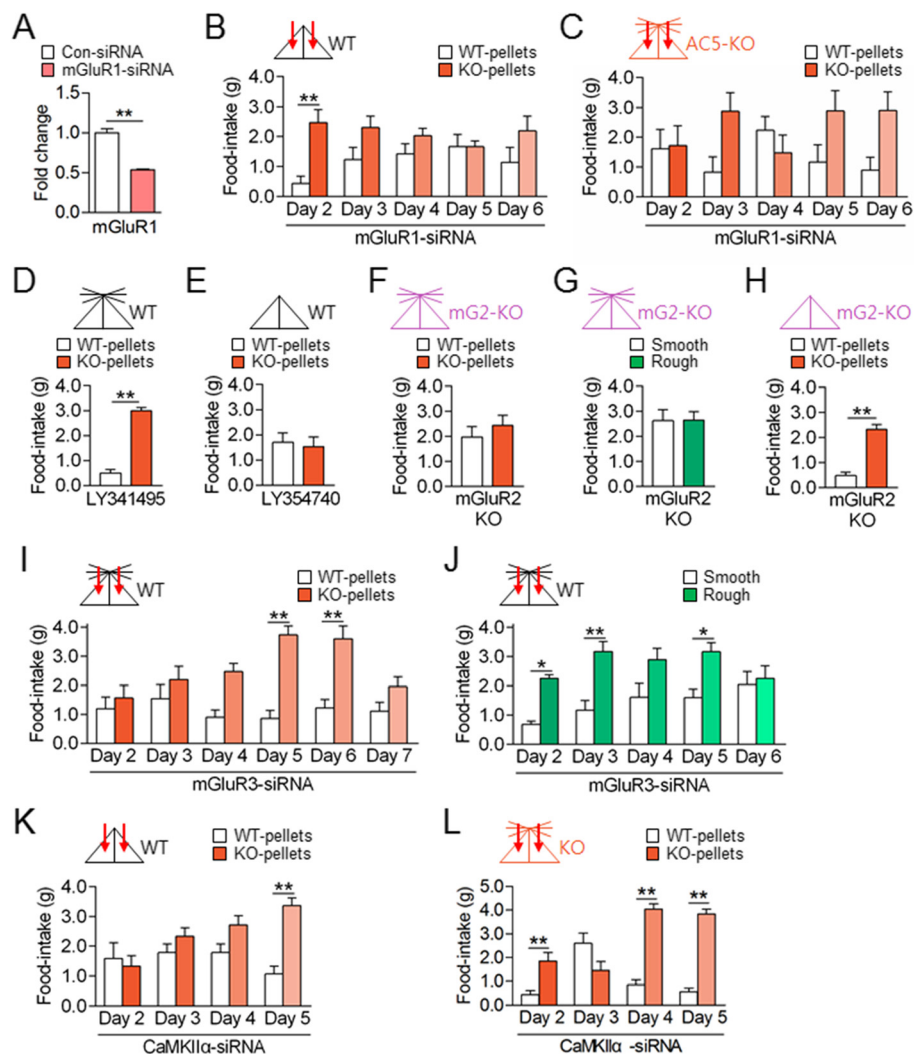 A
Con-siRNA
mGluR1-siRNA
Fold change
1.5
1.0
0.5
0.0
**
mGluR1
B
WT
WT-pellets
KO-pellets
Food-intake (g)
4.0
3.0
2.0
1.0
0.0
**
Day 2 Day 3 Day 4 Day 5 Day 6
mGluR1-siRNA
C
AC5-KO
WT-pellets
KO-pellets
Food-intake (g)
4.0
3.0
2.0
1.0
0.0
Day 2 Day 3 Day 4 Day 5 Day 6
mGluR1-siRNA
D
WT
WT-pellets
KO-pellets
Food-intake (g)
4.0
3.0
2.0
1.0
0.0
**
LY341495
E
WT
WT-pellets
KO-pellets
Food-intake (g)
4.0
3.0
2.0
1.0
0.0
LY354740
F
mG2-KO
WT-pellets
KO-pellets
Food-intake (g)
4.0
3.0
2.0
1.0
0.0
mGluR2
KO
G
mG2-KO
Smooth
Rough
Food-intake (g)
4.0
3.0
2.0
1.0
0.0
mGluR2
KO
H
mG2-KO
WT-pellets
KO-pellets
Food-intake (g)
4.0
3.0
2.0
1.0
0.0
**
mGluR2
KO
I
WT
WT-pellets
KO-pellets
Food-intake (g)
4.0
3.0
2.0
1.0
0.0
** **
Day 2 Day 3 Day 4 Day 5 Day 6 Day 7
mGluR3-siRNA
J
WT
Smooth
Rough
Food-intake (g)
4.0
3.0
2.0
1.0
0.0
* ** *
Day 2 Day 3 Day 4 Day 5 Day 6
mGluR3-siRNA
K
WT
WT-pellets
KO-pellets
Food-intake (g)
4.0
3.0
2.0
1.0
0.0
**
Day 2 Day 3 Day 4 Day 5
CaMKIIα-siRNA
L
KO
WT-pellets
KO-pellets
Food-intake (g)
5.0
4.0
3.0
2.0
1.0
0.0
** ** **
Day 2 Day 3 Day 4 Day 5
CaMKIIα -siRNA